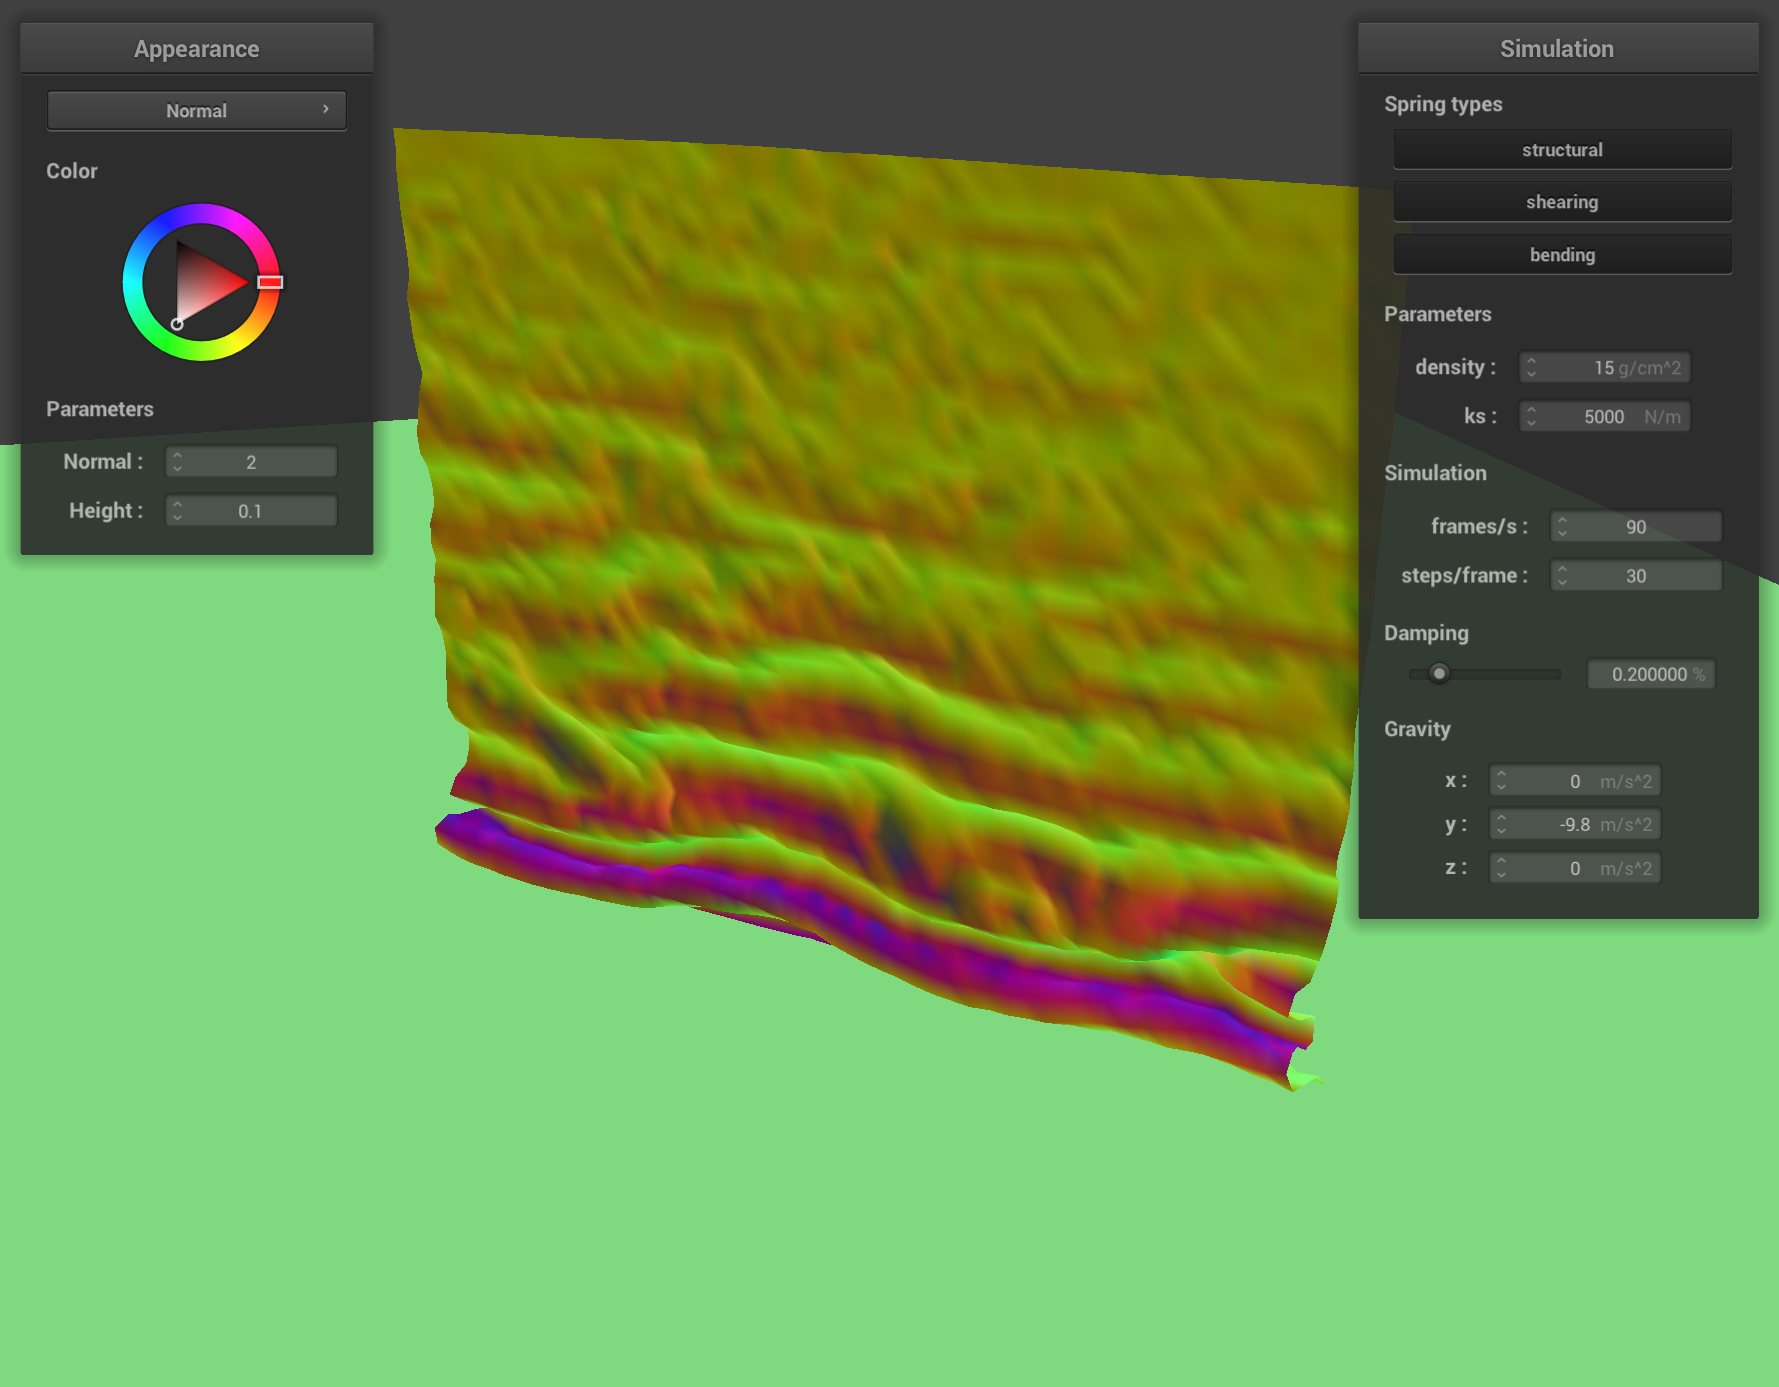 Appearance
Normal
Color
Parameters
Normal : 2
Height : 0.1
Simulation
Spring types
structural
shearing
bending
Parameters
density : 15 g/cm^2
ks : 5000 N/m
Simulation
frames/s : 90
steps/frame : 30
Damping
0.200000 %
Gravity
x : 0 m/s^2
y : -9.8 m/s^2
z : 0 m/s^2